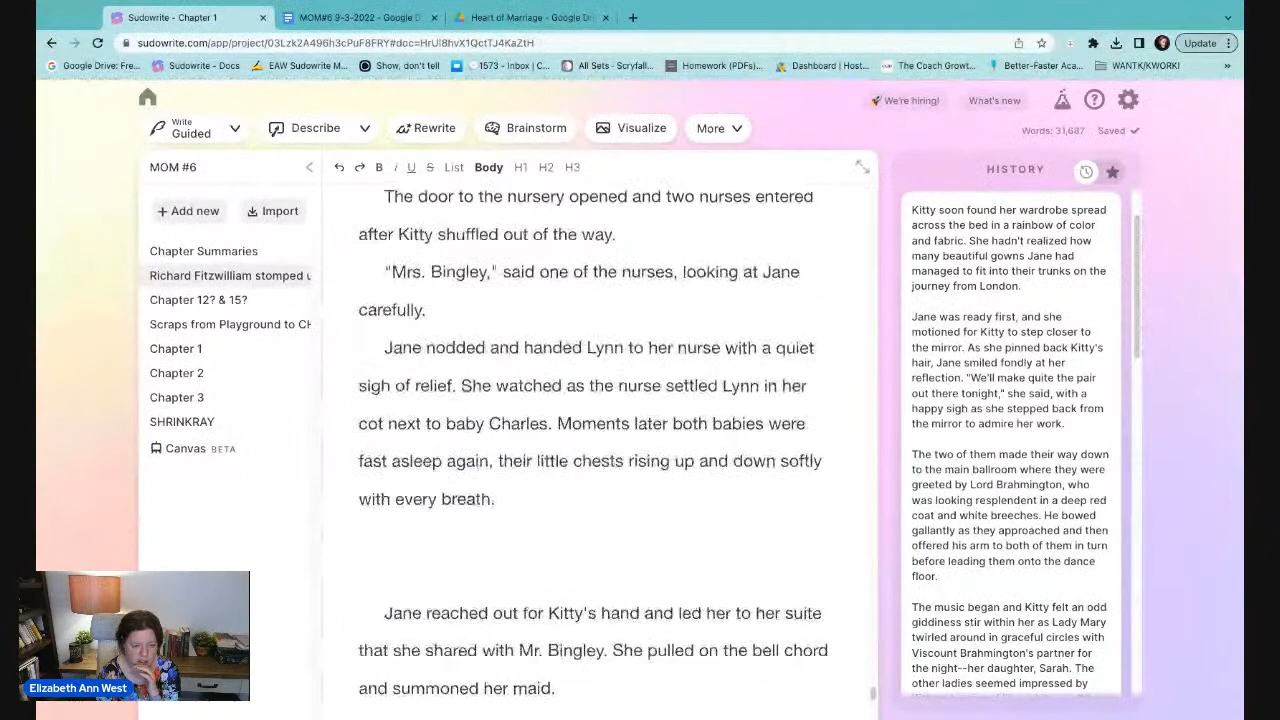 Sudowrite - Chapter 1
MOM#6 9-3-2022 - Google D
Heart of Marriage - Google Dri
sudowrite.com/app/project/03Lzk2A496h3cPuF8FRY#doc=HrUl8hvX1QctTJ4KaZtH
Update
Google Drive: Fre...
Sudowrite - Docs
EAW Sudowrite M...
Show, don't tell
1573 - Inbox | C...
All Sets - Scryfall...
Homework (PDFs)...
Dashboard | Host...
The Coach Growt...
Better-Faster Aca...
WANTK/KWORKI
We're hiring!
What's new
Write
Guided
Describe
Rewrite
Brainstorm
Visualize
More
Words: 31,687
Saved
MOM #6
B i U S List Body H1 H2 H3
HISTORY
+ Add new
Import
Chapter Summaries
Richard Fitzwilliam stomped u
Chapter 12? & 15?
Scraps from Playground to CH
Chapter 1
Chapter 2
Chapter 3
SHRINKRAY
Canvas BETA
The door to the nursery opened and two nurses entered
after Kitty shuffled out of the way.
"Mrs. Bingley," said one of the nurses, looking at Jane
carefully.
Jane nodded and handed Lynn to her nurse with a quiet
sigh of relief. She watched as the nurse settled Lynn in her
cot next to baby Charles. Moments later both babies were
fast asleep again, their little chests rising up and down softly
with every breath.
Jane reached out for Kitty's hand and led her to her suite
that she shared with Mr. Bingley. She pulled on the bell chord
and summoned her maid.
Kitty soon found her wardrobe spread
across the bed in a rainbow of color
and fabric. She hadn't realized how
many beautiful gowns Jane had
managed to fit into their trunks on the
journey from London.
Jane was ready first, and she
motioned for Kitty to step closer to
the mirror. As she pinned back Kitty's
hair, Jane smiled fondly at her
reflection. "We'll make quite the pair
out there tonight," she said, with a
happy sigh as she stepped back from
the mirror to admire her work.
The two of them made their way down
to the main ballroom where they were
greeted by Lord Brahmington, who
was looking resplendent in a deep red
coat and white breeches. He bowed
gallantly as they approached and then
offered his arm to both of them in turn
before leading them onto the dance
floor.
The music began and Kitty felt an odd
giddiness stir within her as Lady Mary
twirled around in graceful circles with
Viscount Brahmington's partner for
the night--her daughter, Sarah. The
other ladies seemed impressed by
Elizabeth Ann West